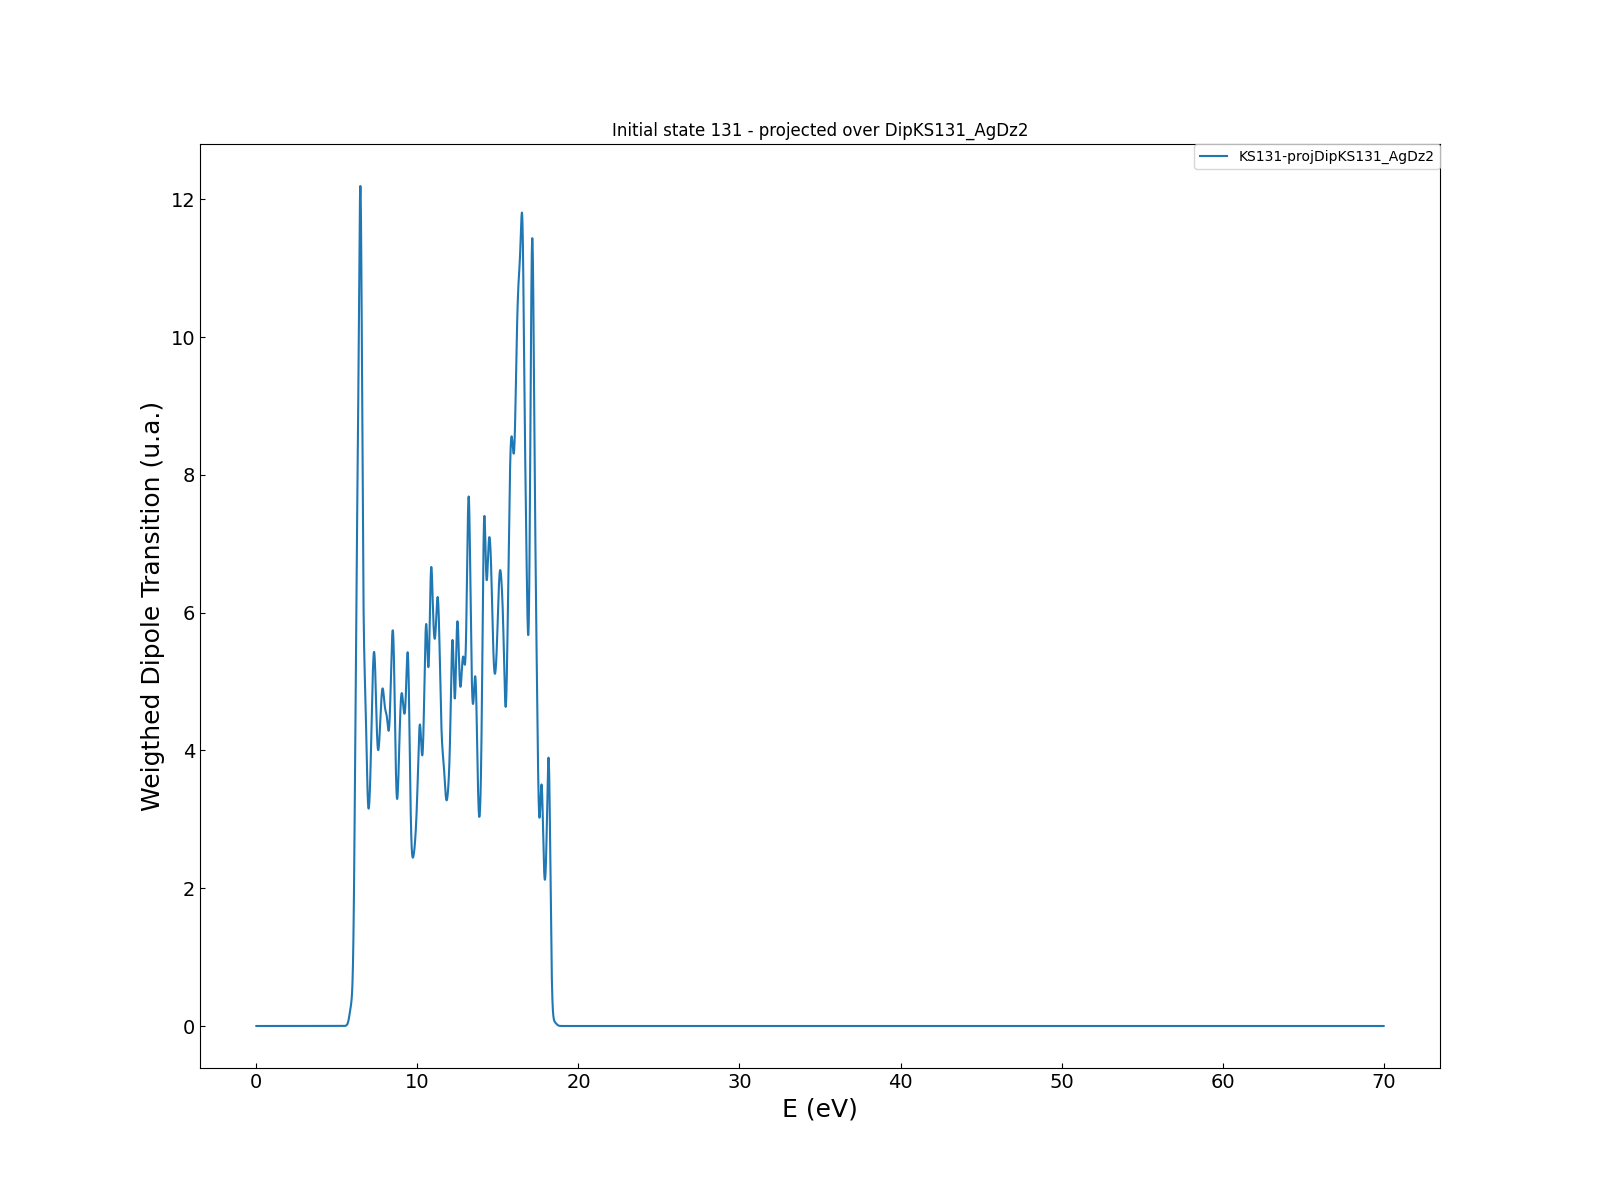 Initial state 131 - projected over DipKS131_AgDz2
KS131-projDipKS131_AgDz2
12
10
8
6
4
2
0
Weigthed Dipole Transition (u.a.)
0 10 20 30 40 50 60 70
E (eV)